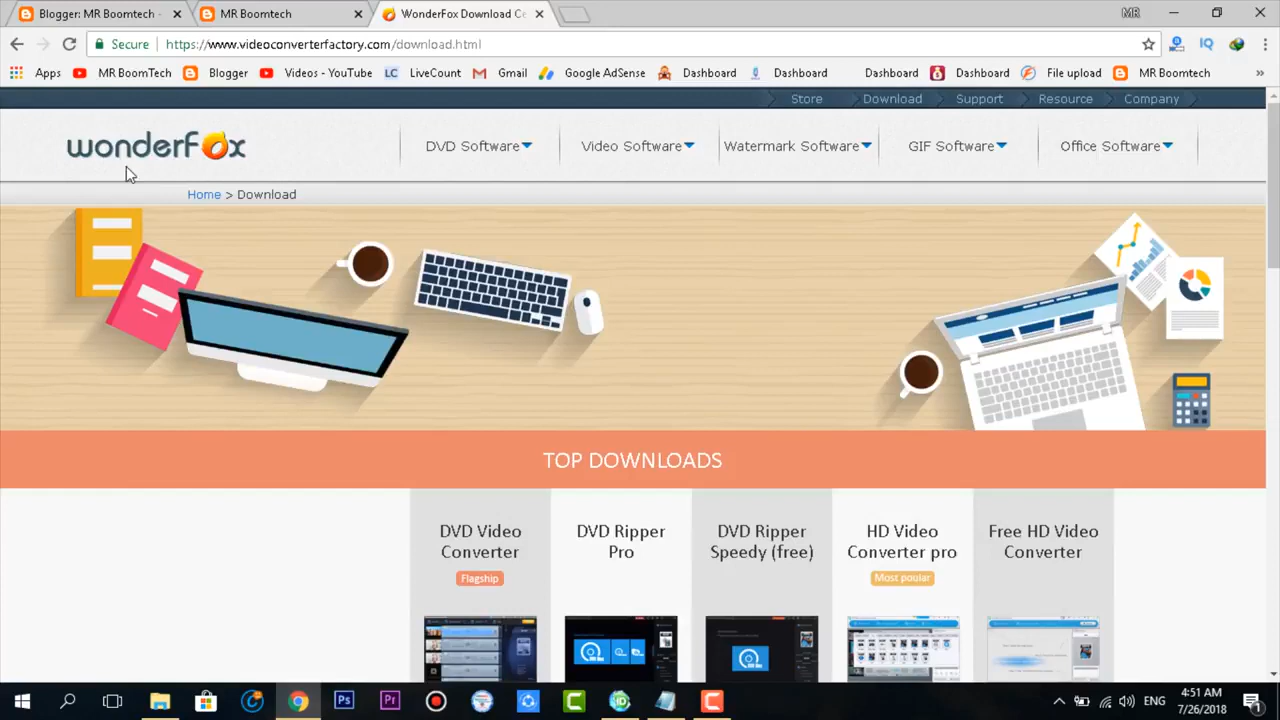 Blogger: MR Boomtech -
MR Boomtech
WonderFox Download Ce
MR
Secure
https://www.videoconverterfactory.com/download.html
Apps
MR BoomTech
Blogger
Videos - YouTube
LC
LiveCount
Gmail
Google AdSense
Dashboard
Dashboard
Dashboard
Dashboard
File upload
MR Boomtech
»
Store
Download
Support
Resource
Company
wonderFox
DVD Software
Video Software
Watermark Software
GIF Software
Office Software
Home > Download
TOP DOWNLOADS
DVD Video
Converter
Flagship
DVD Ripper
Pro
DVD Ripper
Speedy (free)
HD Video
Converter pro
Most poular
Free HD Video
Converter
Ps
Pr
ENG
4:51 AM
7/26/2018